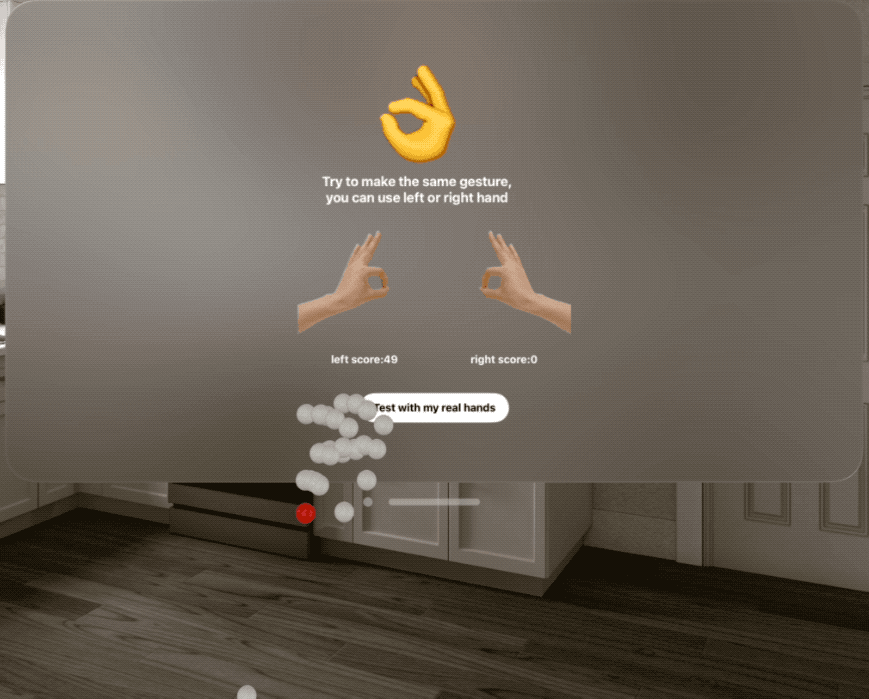 Try to make the same gesture,
you can use left or right hand
left score:49
right score:0
Test with my real hands